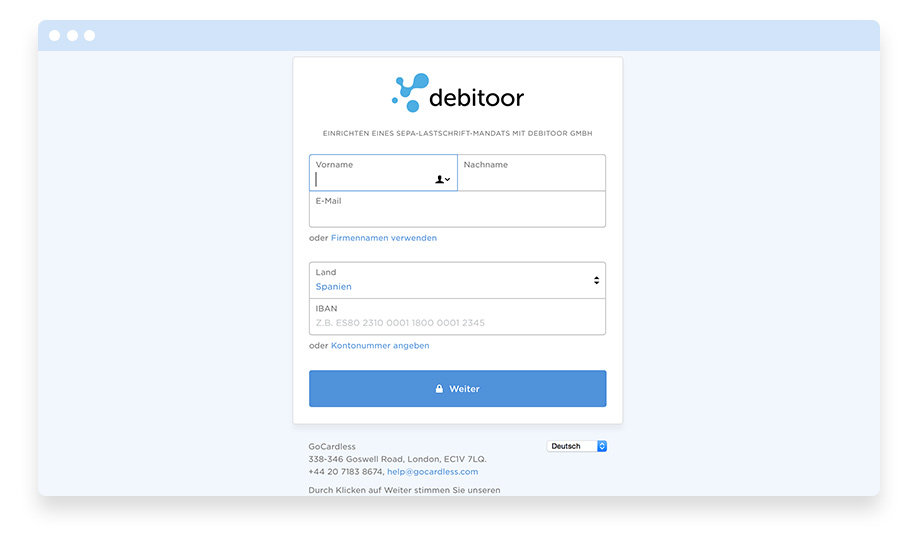 debitoor
EINRICHTEN EINES SEPA-LASTSCHRIFT-MANDATS MIT DEBITOOR GMBH
Vorname
Nachname
E-Mail
oder Firmennamen verwenden
Land
Spanien
IBAN
Z.B. ES80 2310 0001 1800 0001 2345
oder Kontonummer angeben
Weiter
GoCardless
Deutsch
338-346 Goswell Road, London, EC1V 7LQ.
+44 20 7183 8674, help@gocardless.com
Durch Klicken auf Weiter stimmen Sie unseren